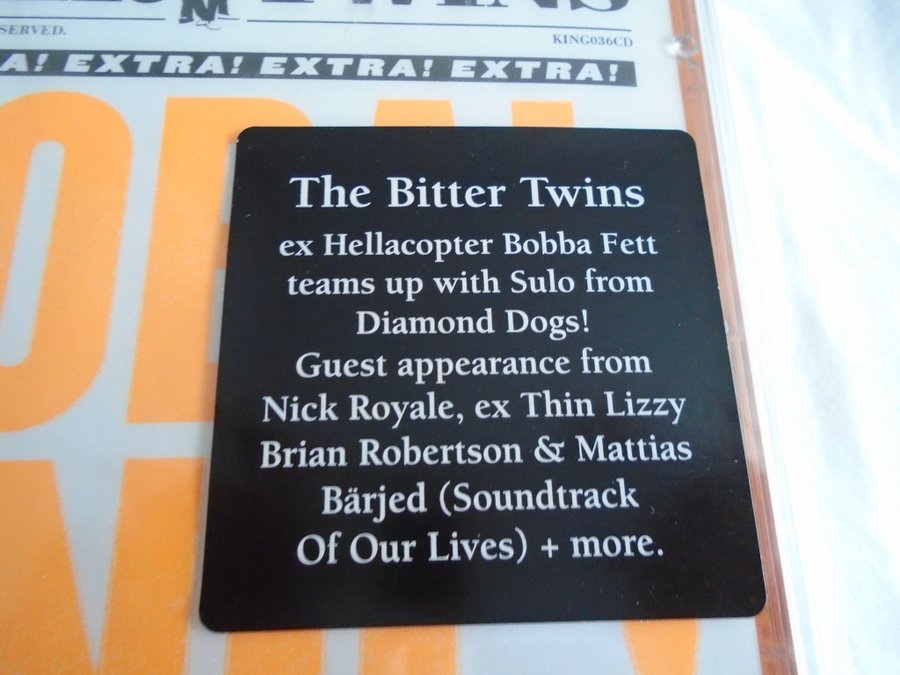 TWINS
SERVED.
KING036CD
A! EXTRA! EXTRA! EXTRA!
The Bitter Twins
ex Hellacopter Bobba Fett
teams up with Sulo from
Diamond Dogs!
Guest appearance from
Nick Royale, ex Thin Lizzy
Brian Robertson & Mattias
Bärjed (Soundtrack
Of Our Lives) + more.